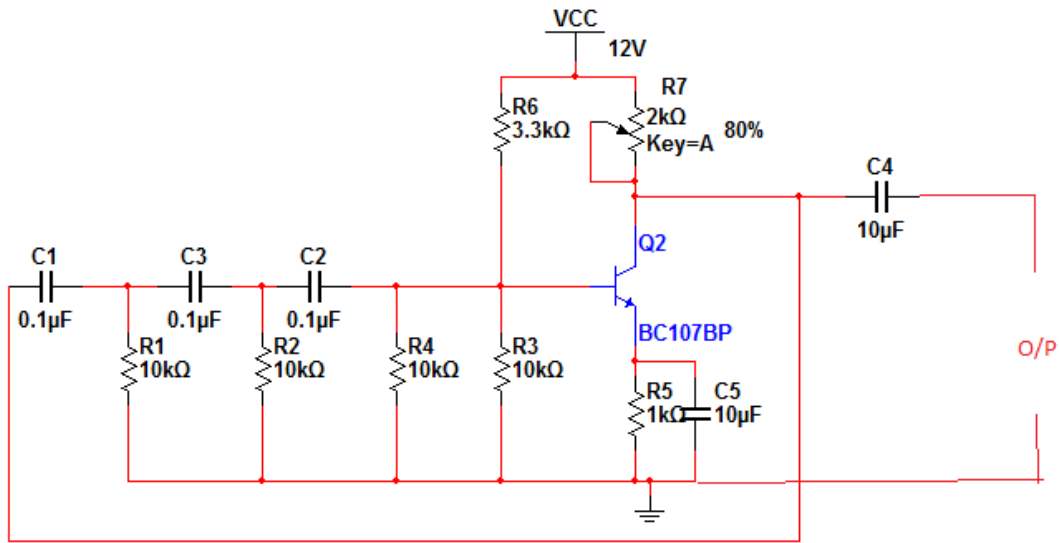 VCC
12V
R6
3.3kΩ
R7
2kΩ
Key=A
80%
C4
10µF
C1
0.1µF
C3
0.1µF
C2
0.1µF
Q2
BC107BP
R1
10kΩ
R2
10kΩ
R4
10kΩ
R3
10kΩ
R5
1kΩ
C5
10µF
O/P